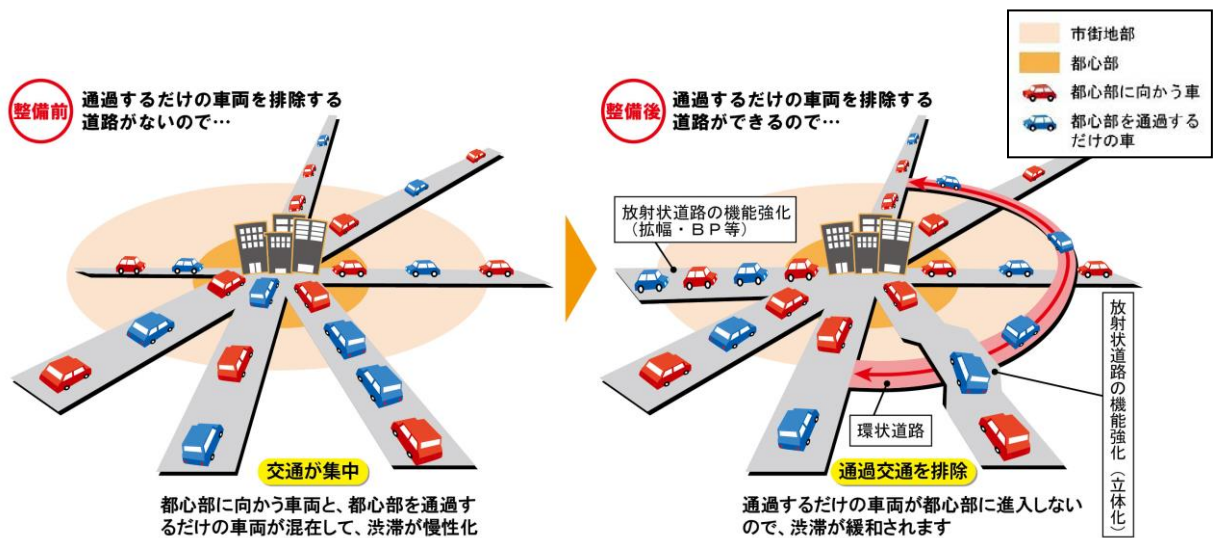 市街地部
都心部
都心部に向かう車
都心部を通過する
だけの車
整備前
通過するだけの車両を排除する
道路がないので…
交通が集中
都心部に向かう車両と、都心部を通過す
るだけの車両が混在して、渋滞が慢性化
整備後
通過するだけの車両を排除する
道路ができるので…
放射状道路の機能強化
（拡幅・ＢＰ等）
放射状道路の機能強化（立体化）
環状道路
通過交通を排除
通過するだけの車両が都心部に進入しない
ので、渋滞が緩和されます